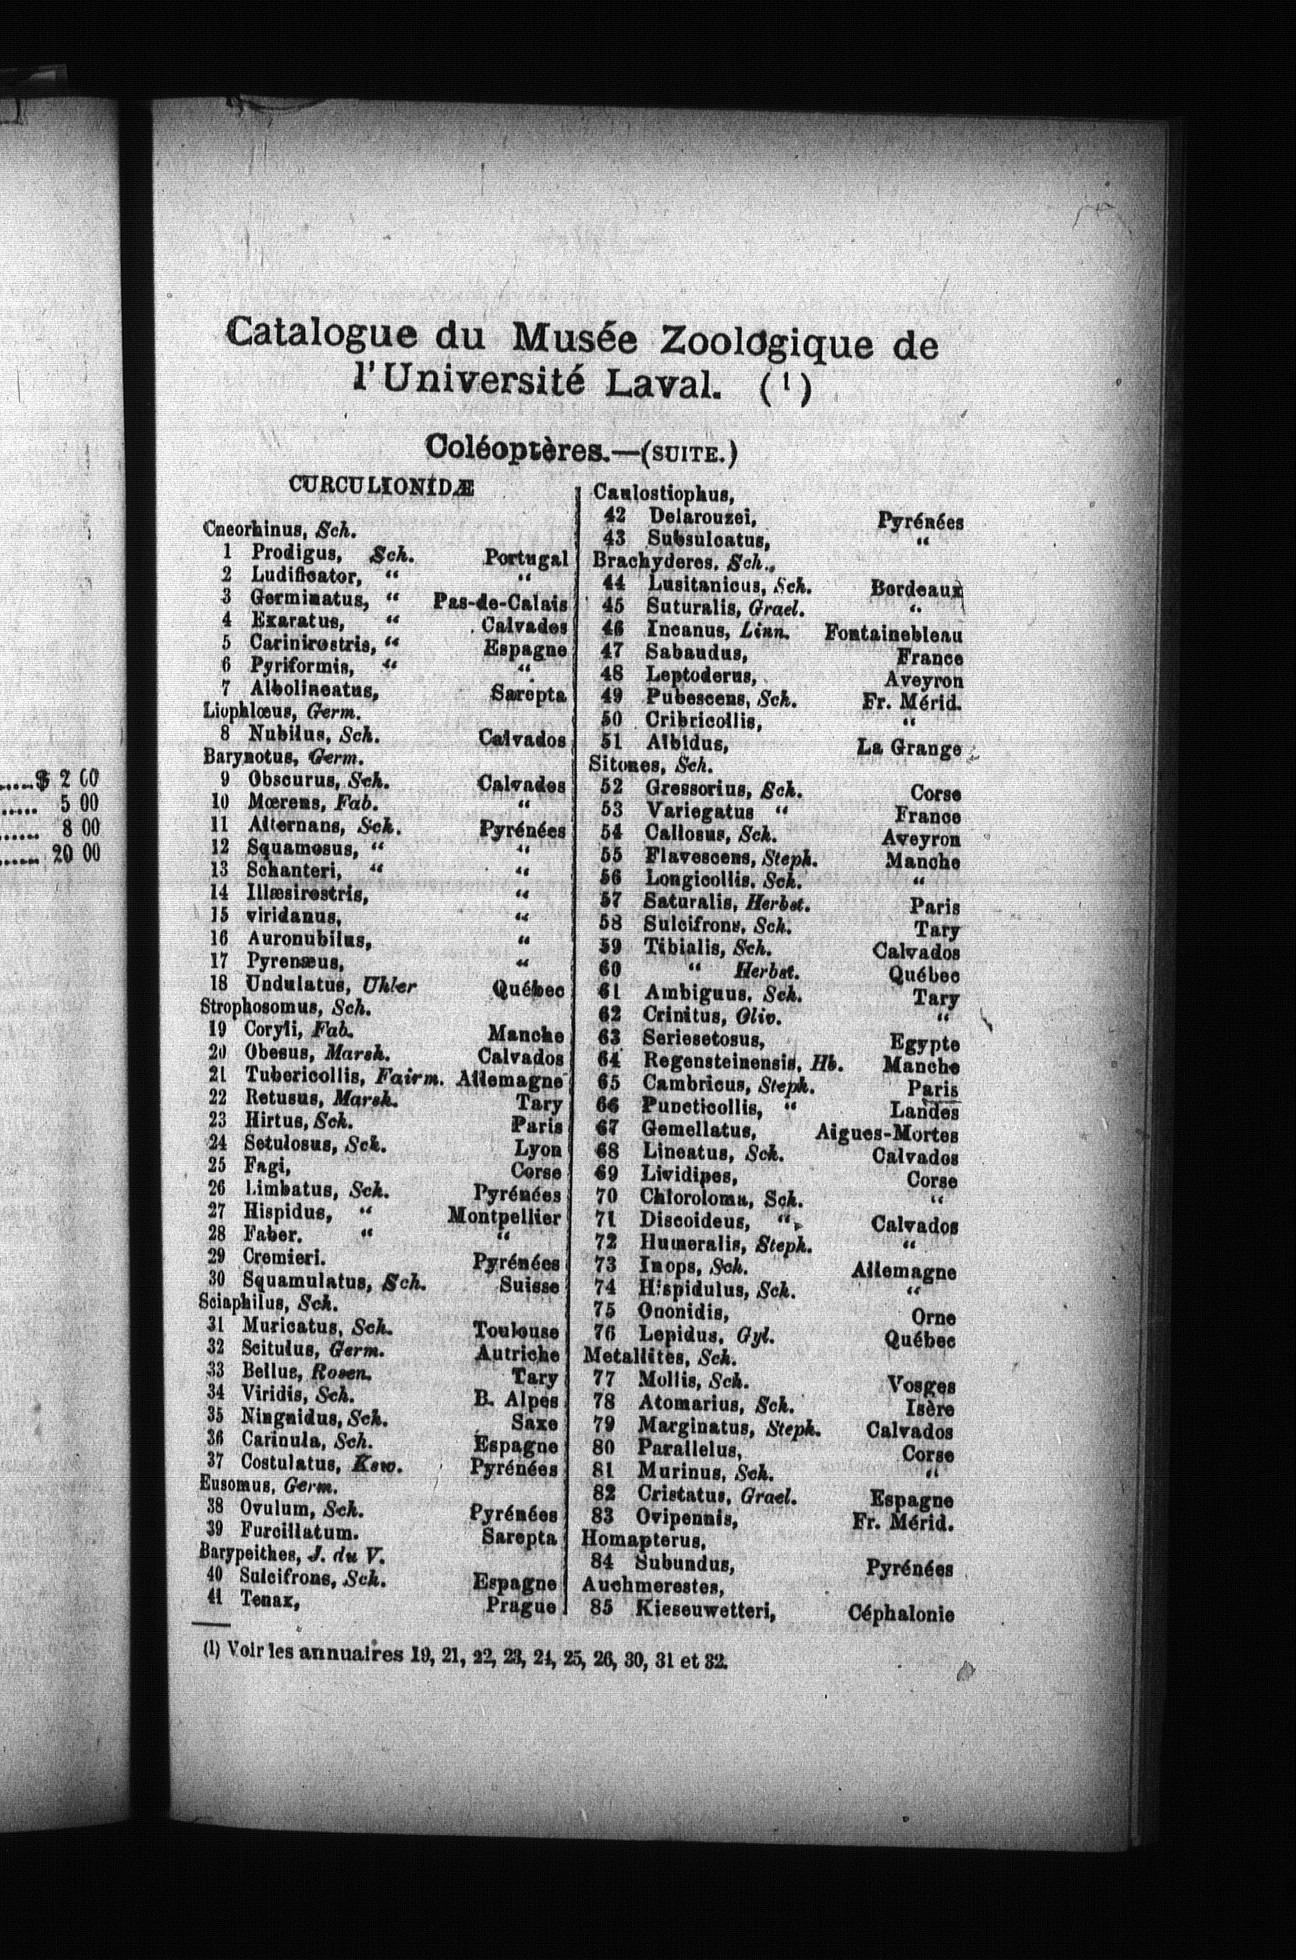 Catalogue du Musée Zoologique de
l'Université Laval. (1)
Coléoptères.—(SUITE.)
CURCULIONIDÆ
Cneorhinus, Sch.
1 Prodigus, Sch. Portugal
2 Ludificator, “ “
3 Germinatus, “ Pas-de-Calais
4 Exaratus, “ Calvados
5 Carinirostris, “ Espagne
6 Pyriformis, “ “
7 Albolineatus, Sarepta
Liophlœus, Germ.
8 Nubilus, Sch. Calvados
Barynotus, Germ.
9 Obscurus, Sch. Calvados
10 Mœrens, Fab. “
11 Alternans, Sch. Pyrénées
12 Squamosus, “ “
13 Schanteri, “ “
14 Illæsirostris, “
15 viridanus, “
16 Auronubilus, “
17 Pyrenæus, “
18 Undulatus, Uhler Québec
Strophosomus, Sch.
19 Coryli, Fab. Manche
20 Obesus, Marsh. Calvados
21 Tubericollis, Fairm. Allemagne
22 Retusus, Marsh. Tary
23 Hirtus, Sch. Paris
24 Setulosus, Sch. Lyon
25 Fagi, Corse
26 Limbatus, Sch. Pyrénées
27 Hispidus, “ Montpellier
28 Faber. “ “
29 Cremieri. Pyrénées
30 Squamulatus, Sch. Suisse
Sciaphilus, Sch.
31 Muricatus, Sch. Toulouse
32 Scitulus, Germ. Autriche
33 Bellus, Rosen. Tary
34 Viridis, Sch. B. Alpes
35 Ningnidus, Sch. Saxe
36 Carinula, Sch. Espagne
37 Costulatus, Ksw. Pyrénées
Eusomus, Germ.
38 Ovulum, Sch. Pyrénées
39 Furcillatum. Sarepta
Barypeithes, J. du V.
40 Sulcifrons, Sch. Espagne
41 Tenax, Prague
Caulostiophus,
42 Delarouzei, Pyrénées
43 Subsulcatus, “
Brachyderes, Sch.
44 Lusitanicus, Sch. Bordeaux
45 Suturalis, Grael. “
46 Incanus, Linn. Fontainebleau
47 Sabaudus, France
48 Leptoderus, Aveyron
49 Pubescens, Sch. Fr. Mérid.
50 Cribricollis, “
51 Albidus, La Grange
Sitones, Sch.
52 Gressorius, Sch. Corse
53 Variegatus “ France
54 Callosus, Sch. Aveyron
55 Flavescens, Steph. Manche
56 Longicollis, Sch. “
57 Saturalis, Herbst. Paris
58 Sulcifrons, Sch. Tary
59 Tibialis, Sch. Calvados
60 “ Herbst. Québec
61 Ambiguus, Sch. Tary
62 Crinitus, Oliv. “
63 Seriesetosus, Egypte
64 Regensteinensis, Hb. Manche
65 Cambricus, Steph. Paris
66 Puncticollis, “ Landes
67 Gemellatus, Aigues-Mortes
68 Lineatus, Sch. Calvados
69 Lividipes, Corse
70 Chloroloma, Sch. “
71 Discoideus, “ Calvados
72 Humeralis, Steph. “
73 Inops, Sch. Allemagne
74 Hispidulus, Sch. “
75 Ononidis, Orne
76 Lepidus, Gyl. Québec
Metallites, Sch.
77 Mollis, Sch. Vosges
78 Atomarius, Sch. Isère
79 Marginatus, Steph. Calvados
80 Parallelus, Corse
81 Murinus, Sch. “
82 Cristatus, Grael. Espagne
83 Ovipennis, Fr. Mérid.
Homapterus,
84 Subundus, Pyrénées
Auchmerestes,
85 Kieseuwetteri, Céphalonie
(1) Voir les annuaires 19, 21, 22, 23, 24, 25, 26, 30, 31 et 32.
......$ 2 00
..... 5 00
...... 8 00
...... 20 00